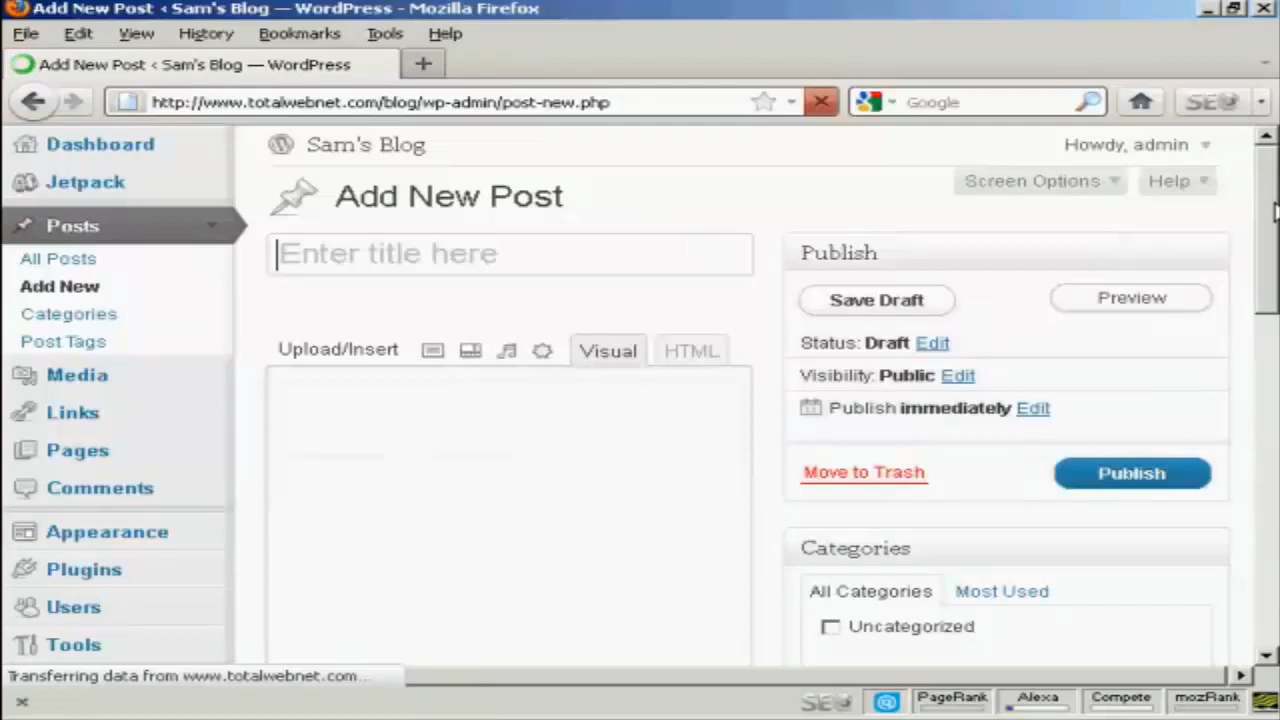 Add New Post ‹ Sam's Blog — WordPress - Mozilla Firefox
File Edit View History Bookmarks Tools Help
Add New Post ‹ Sam's Blog — WordPress
http://www.totalwebnet.com/blog/wp-admin/post-new.php
Google
SEO
Dashboard
Jetpack
Posts
All Posts
Add New
Categories
Post Tags
Media
Links
Pages
Comments
Appearance
Plugins
Users
Tools
Sam's Blog
Howdy, admin
Screen Options
Help
Add New Post
Enter title here
Upload/Insert
Visual
HTML
Publish
Save Draft
Preview
Status: Draft Edit
Visibility: Public Edit
Publish immediately Edit
Move to Trash
Publish
Categories
All Categories
Most Used
Uncategorized
Transferring data from www.totalwebnet.com...
SEO
PageRank
Alexa
Compete
mozRank